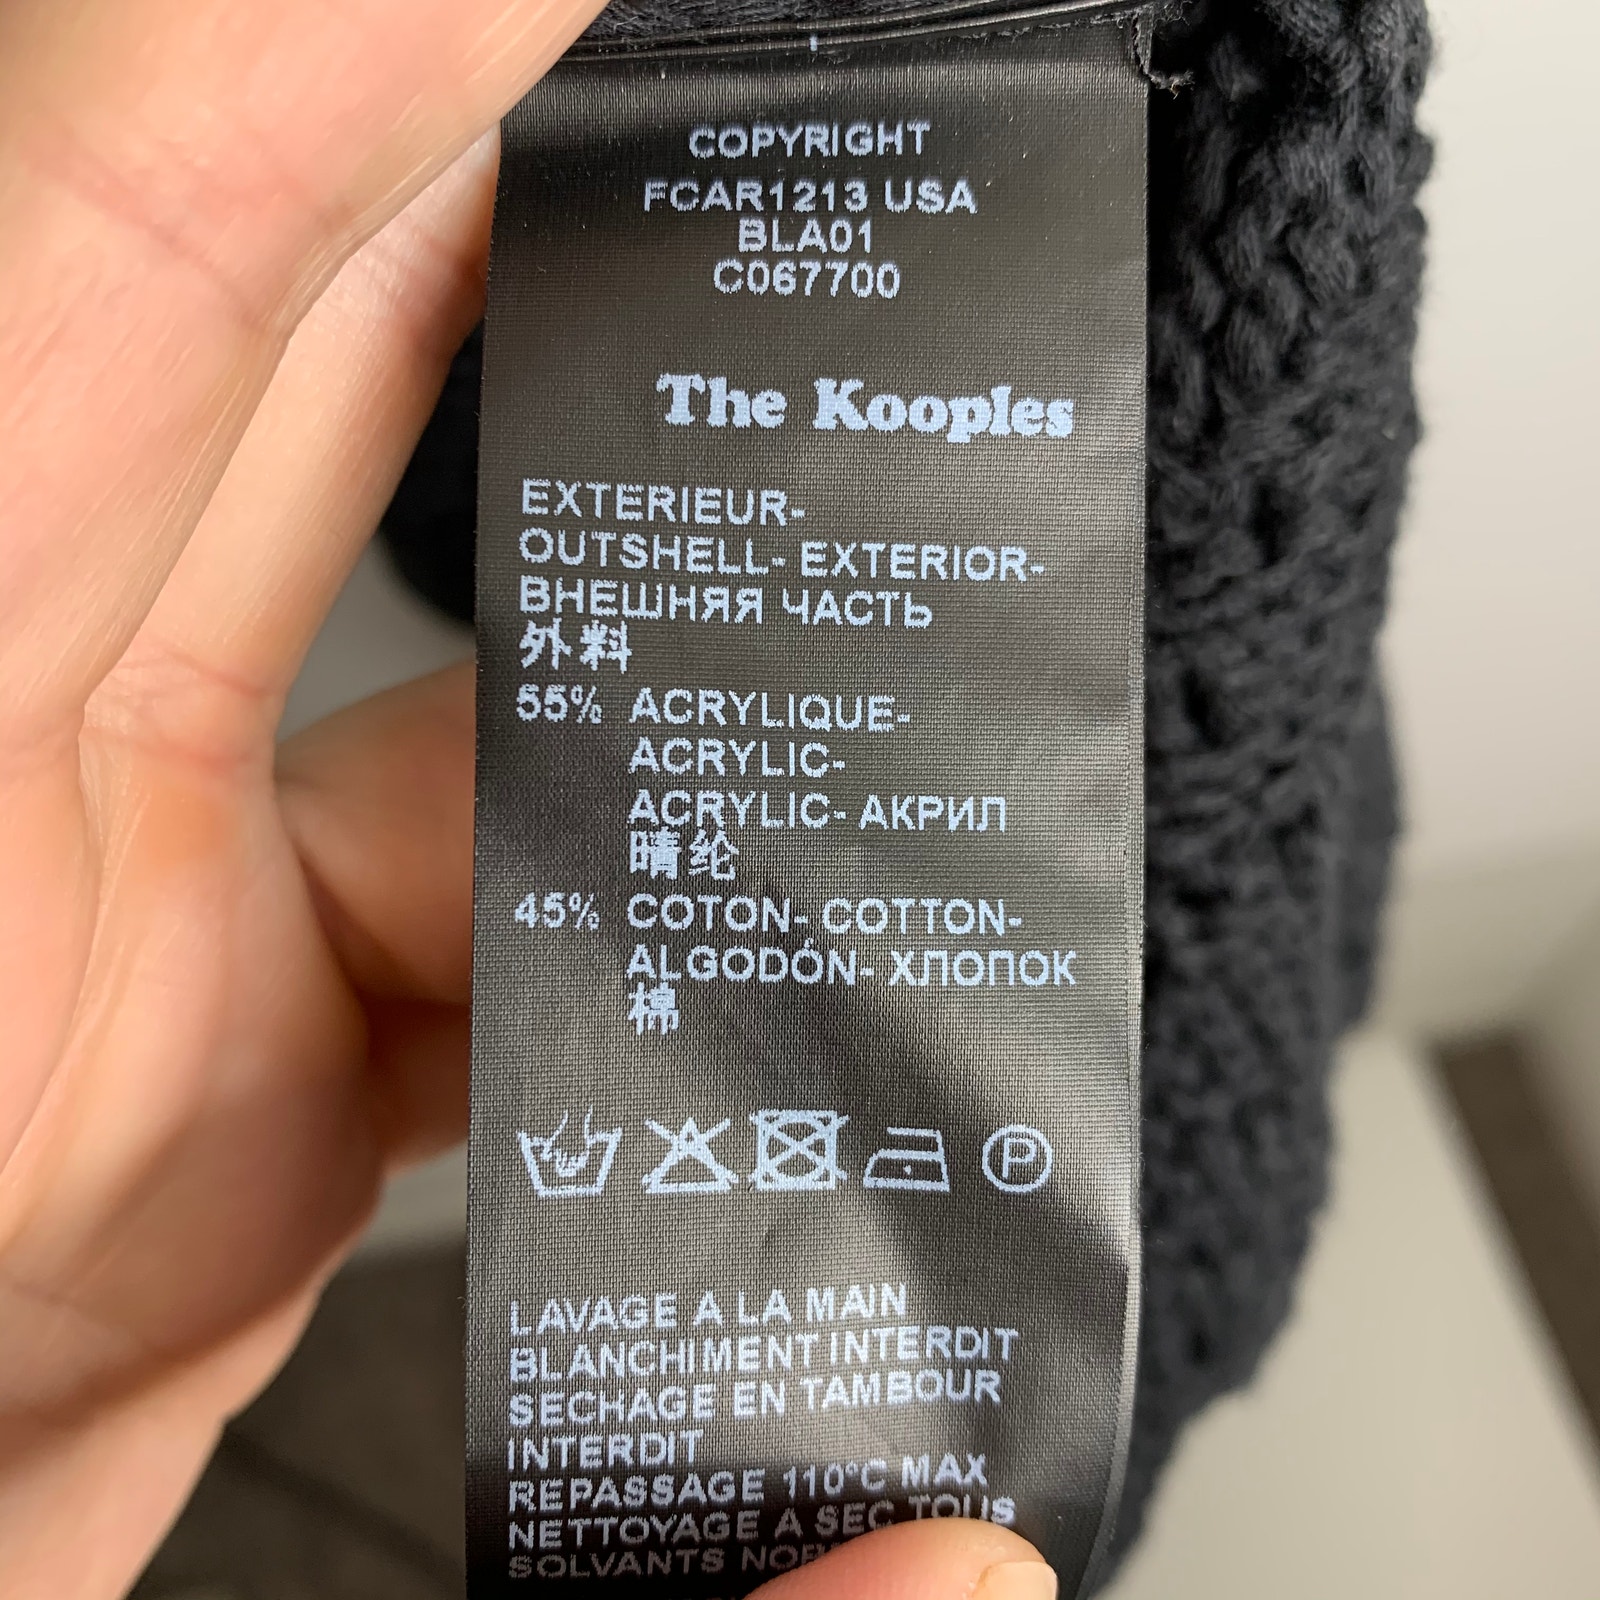 COPYRIGHT
FCAR1213 USA
BLA01
C067700
The Kooples
EXTERIEUR-
OUTSHELL- EXTERIOR-
ВНЕШНЯЯ ЧАСТЬ
外料
55% ACRYLIQUE-
ACRYLIC-
ACRYLIC- АКРИЛ
晴纶
45% COTON- COTTON-
ALGODÓN- ХЛОПОК
棉
P
LAVAGE A LA MAIN
BLANCHIMENT INTERDIT
SECHAGE EN TAMBOUR
INTERDIT
REPASSAGE 110°C MAX
NETTOYAGE A SEC TOUS
SOLVANTS